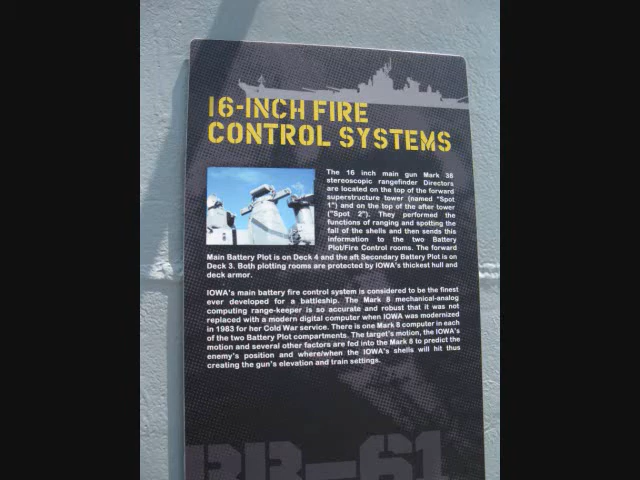 16-INCH FIRE
CONTROL SYSTEMS
The 16 inch main gun Mark 38
stereoscopic rangefinder Directors
are located on the top of the forward
superstructure tower (named "Spot
1") and on the top of the after tower
("Spot 2"). They performed the
functions of ranging and spotting the
fall of the shells and then sends this
information to the two Battery
Plot/Fire Control rooms. The forward
Main Battery Plot is on Deck 4 and the aft Secondary Battery Plot is on
Deck 3. Both plotting rooms are protected by IOWA's thickest hull and
deck armor.
IOWA's main battery fire control system is considered to be the finest
ever developed for a battleship. The Mark 8 mechanical-analog
computing range-keeper is so accurate and robust that it was not
replaced with a modern digital computer when IOWA was modernized
in 1983 for her Cold War service. There is one Mark 8 computer in each
of the two Battery Plot compartments. The target's motion, the IOWA's
motion and several other factors are fed into the Mark 8 to predict the
enemy's position and where/when the IOWA's shells will hit thus
creating the gun's elevation and train settings.
BB-61